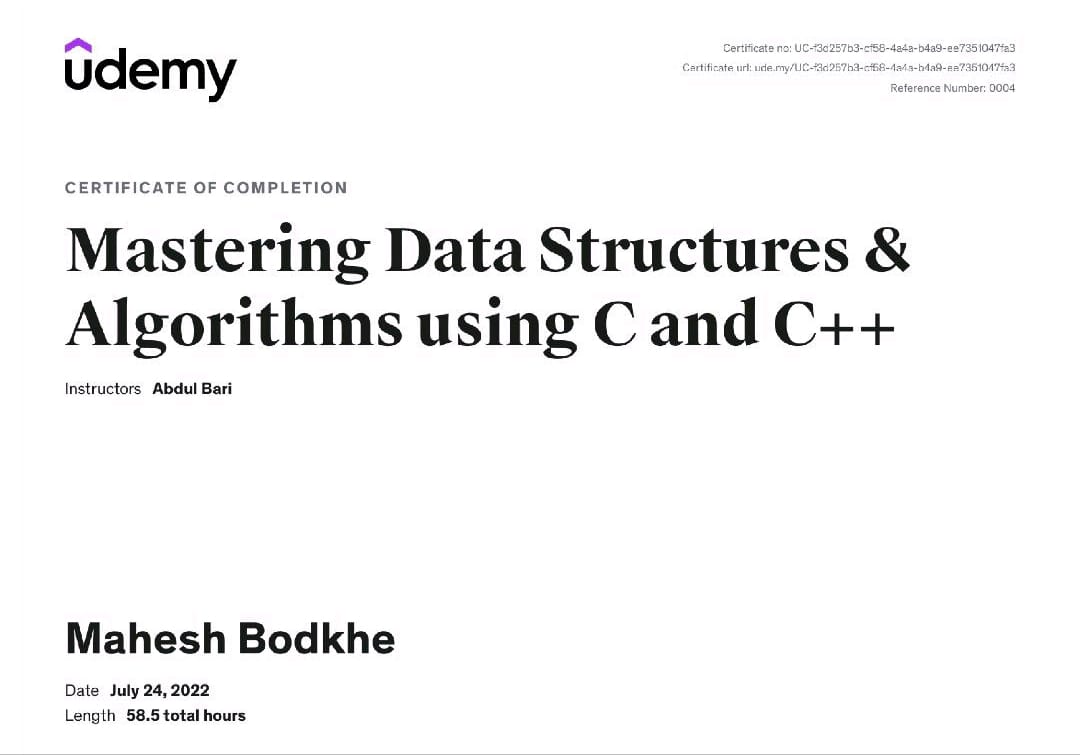 udemy
Certificate no: UC-f3d257b3-cf58-4a4a-b4a9-ee7351047fa3
Certificate url: ude.my/UC-f3d257b3-cf58-4a4a-b4a9-ee7351047fa3
Reference Number: 0004
CERTIFICATE OF COMPLETION
Mastering Data Structures &
Algorithms using C and C++
Instructors Abdul Bari
Mahesh Bodkhe
Date July 24, 2022
Length 58.5 total hours